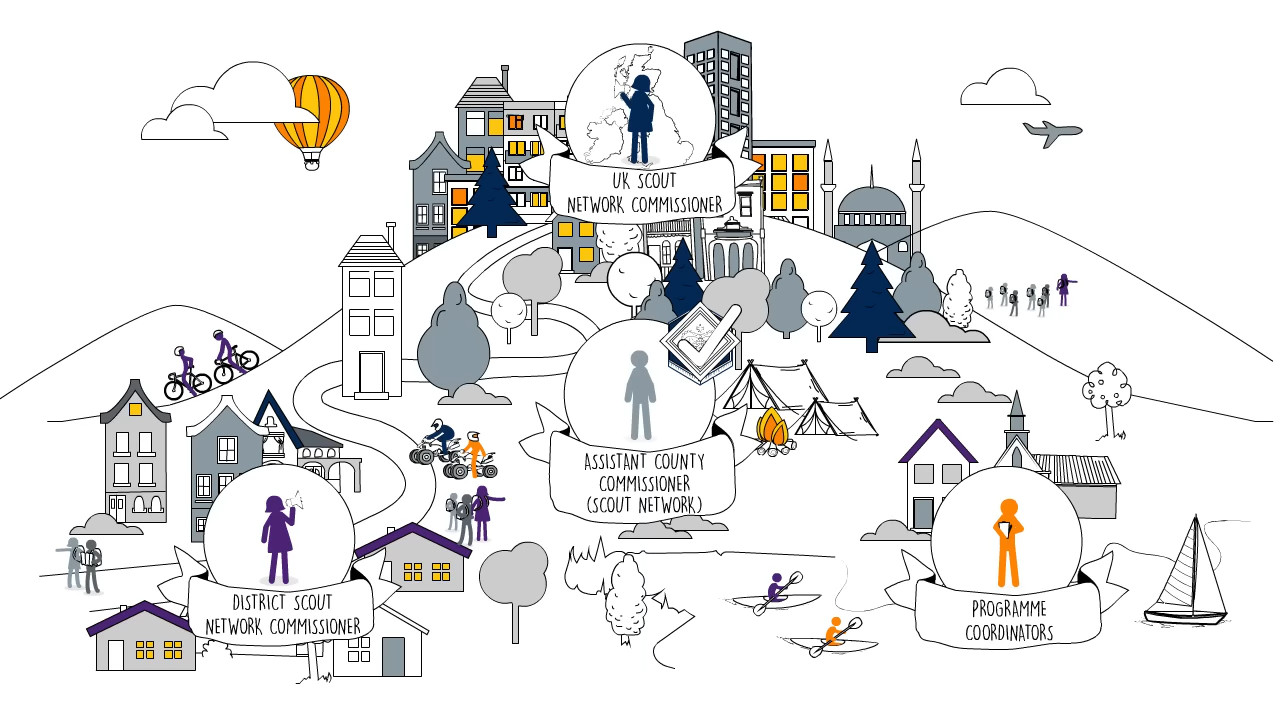 UK SCOUT
NETWORK COMMISSIONER
ASSISTANT COUNTY
COMMISSIONER
(SCOUT NETWORK)
DISTRICT SCOUT
NETWORK COMMISSIONER
PROGRAMME
COORDINATORS